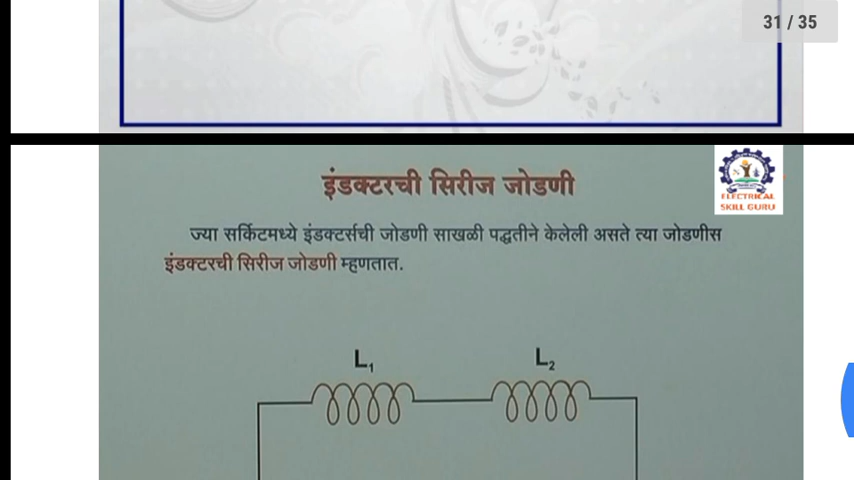 31 / 35
इंडक्टरची सिरीज जोडणी
ELECTRICAL
SKILL GURU
ज्या सर्किटमध्ये इंडक्टर्सची जोडणी साखळी पद्धतीने केलेली असते त्या जोडणीस
इंडक्टरची सिरीज जोडणी म्हणतात.
L₁ L₂